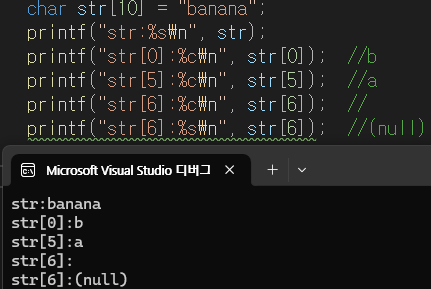 char str[10] = "banana";
printf("str:%s₩n", str);
printf("str[0]:%c₩n", str[0]);  //b
printf("str[5]:%c₩n", str[5]);  //a
printf("str[6]:%c₩n", str[6]);  //
printf("str[6]:%s₩n", str[6]);  //(null)
Microsoft Visual Studio 디버그
str:banana
str[0]:b
str[5]:a
str[6]:
str[6]:(null)